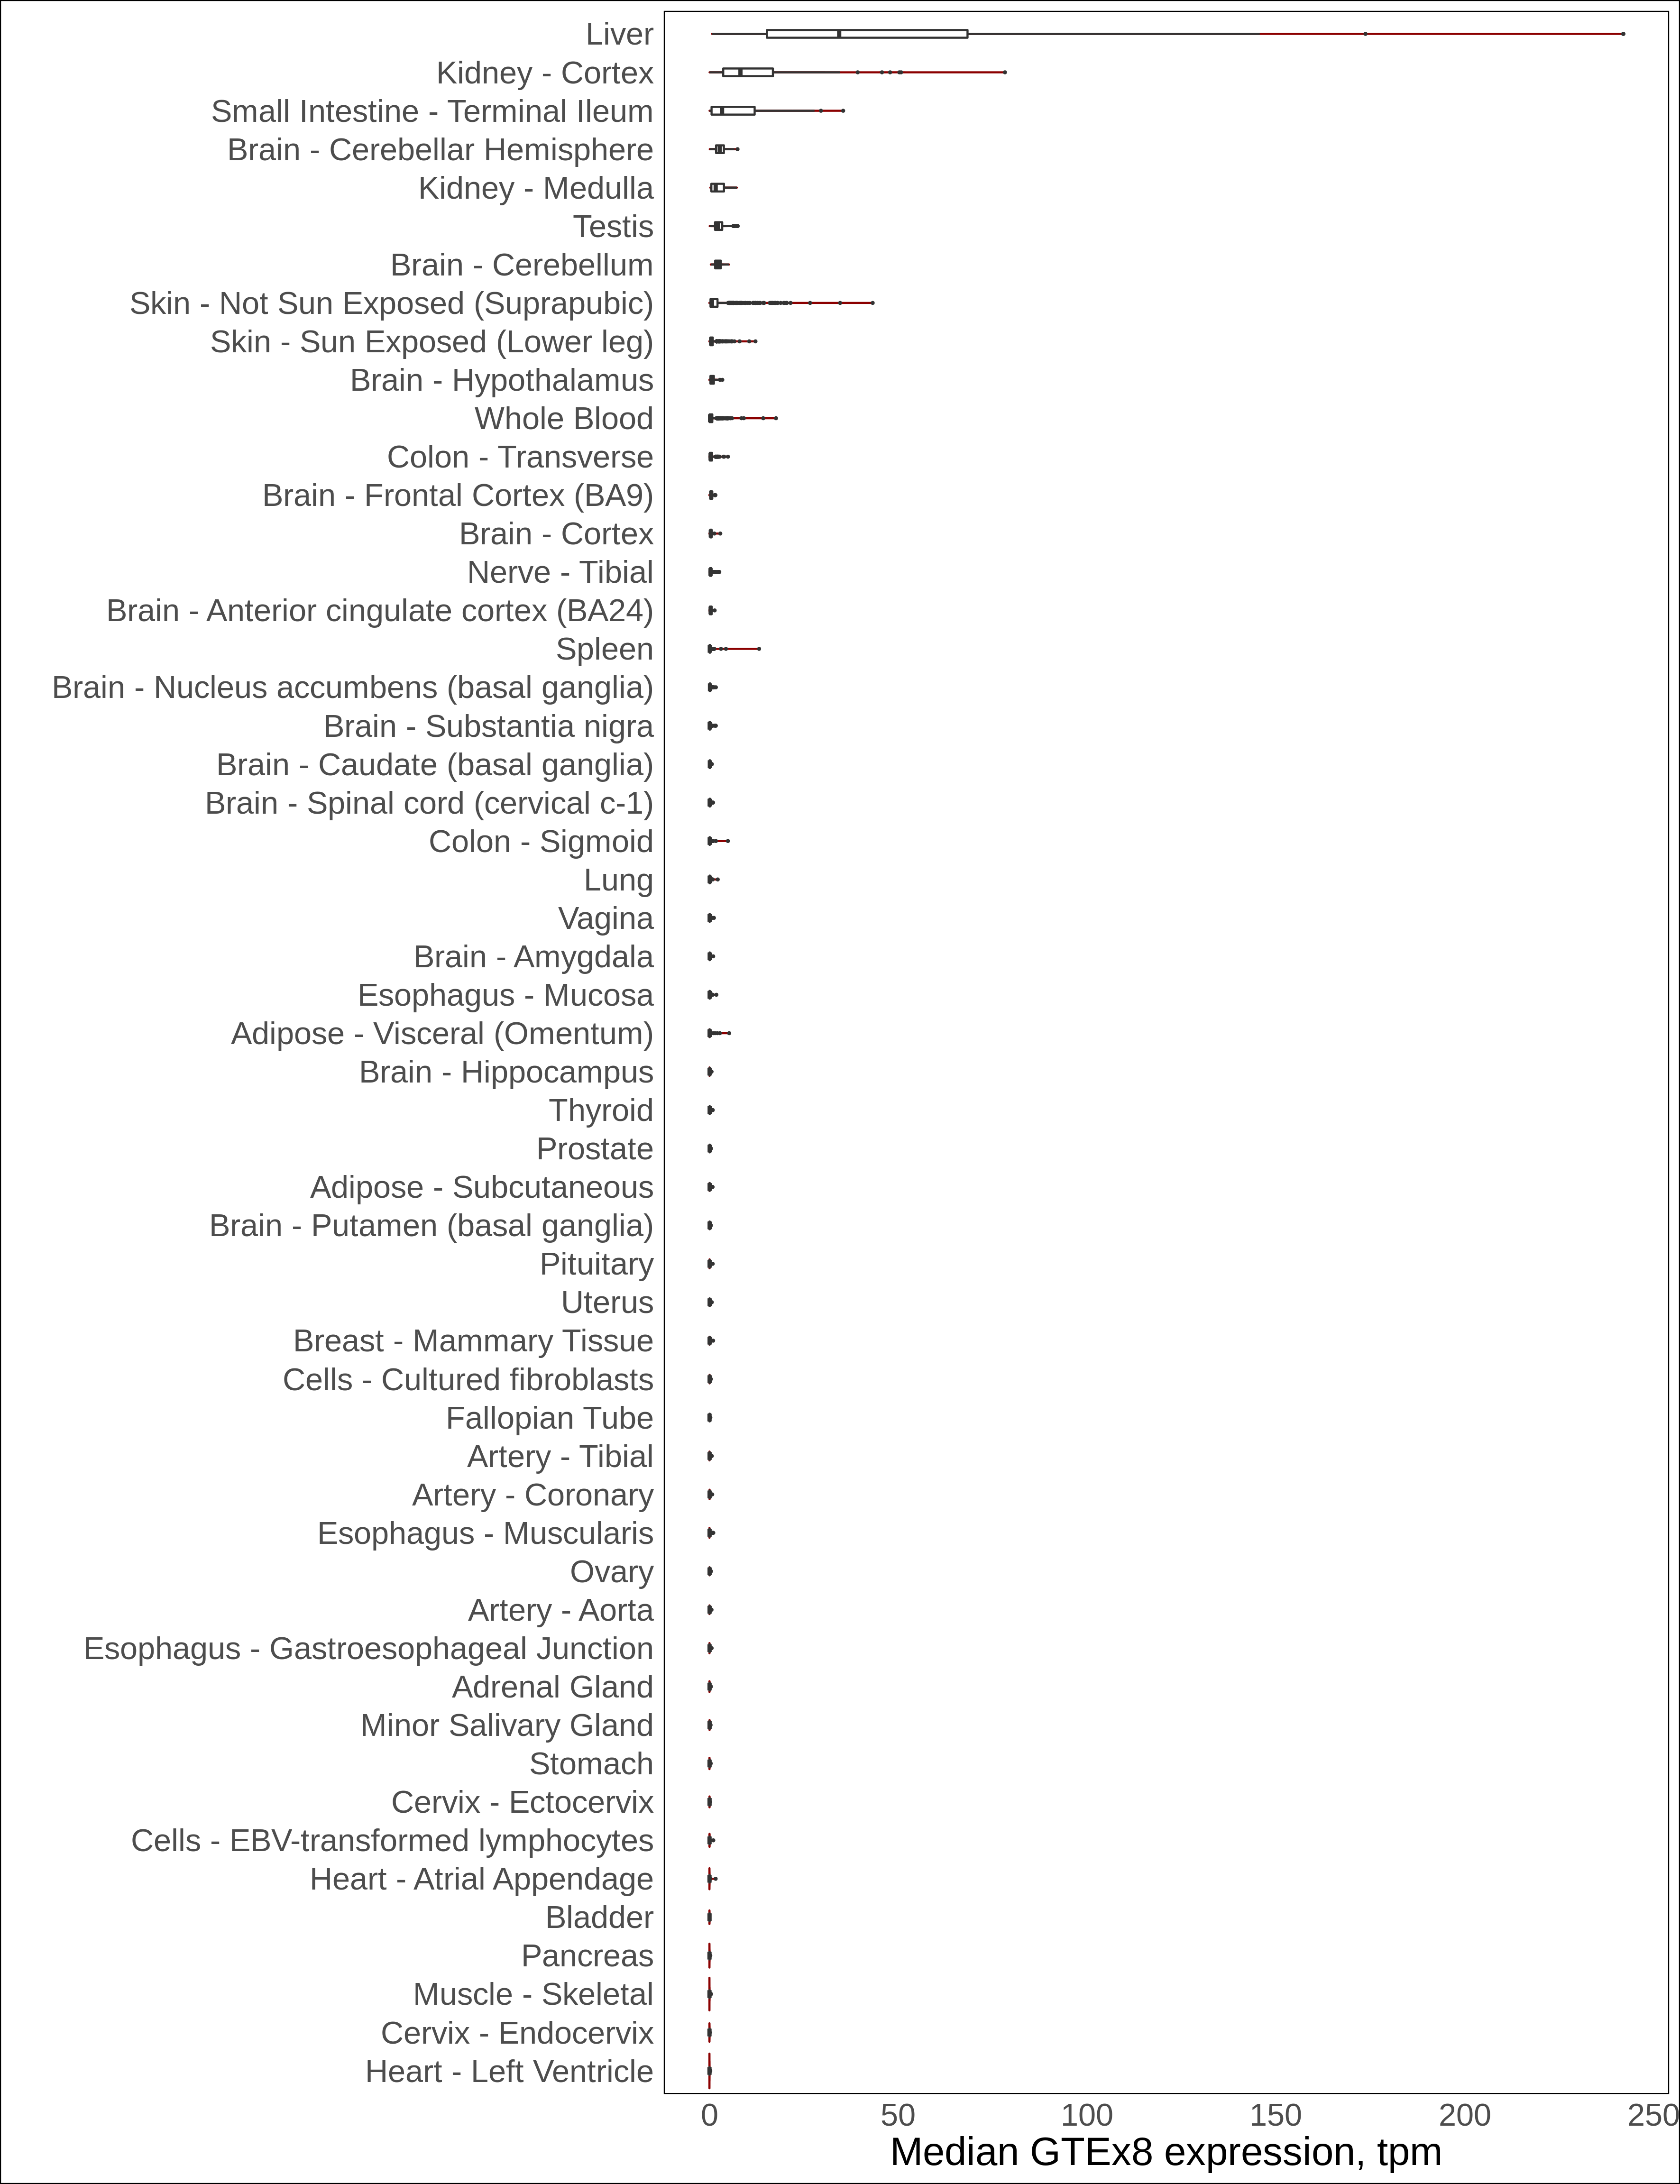 Liver
Kidney - Cortex
Small Intestine - Terminal Ileum
Brain - Cerebellar Hemisphere
Kidney - Medulla
Testis
Brain - Cerebellum
Skin - Not Sun Exposed (Suprapubic)
Skin - Sun Exposed (Lower leg)
Brain - Hypothalamus
Whole Blood
Colon - Transverse
Brain - Frontal Cortex (BA9)
Brain - Cortex
Nerve - Tibial
Brain - Anterior cingulate cortex (BA24)
Spleen
Brain - Nucleus accumbens (basal ganglia)
Brain - Substantia nigra
Brain - Caudate (basal ganglia)
Brain - Spinal cord (cervical c-1)
Colon - Sigmoid
Lung
Vagina
Brain - Amygdala
Esophagus - Mucosa
Adipose - Visceral (Omentum)
Brain - Hippocampus
Thyroid
Prostate
Adipose - Subcutaneous
Brain - Putamen (basal ganglia)
Pituitary
Uterus
Breast - Mammary Tissue
Cells - Cultured fibroblasts
Fallopian Tube
Artery - Tibial
Artery - Coronary
Esophagus - Muscularis
Ovary
Artery - Aorta
Esophagus - Gastroesophageal Junction
Adrenal Gland
Minor Salivary Gland
Stomach
Cervix - Ectocervix
Cells - EBV-transformed lymphocytes
Heart - Atrial Appendage
Bladder
Pancreas
Muscle - Skeletal
Cervix - Endocervix
Heart - Left Ventricle
0 50 100 150 200 250
Median GTEx8 expression, tpm